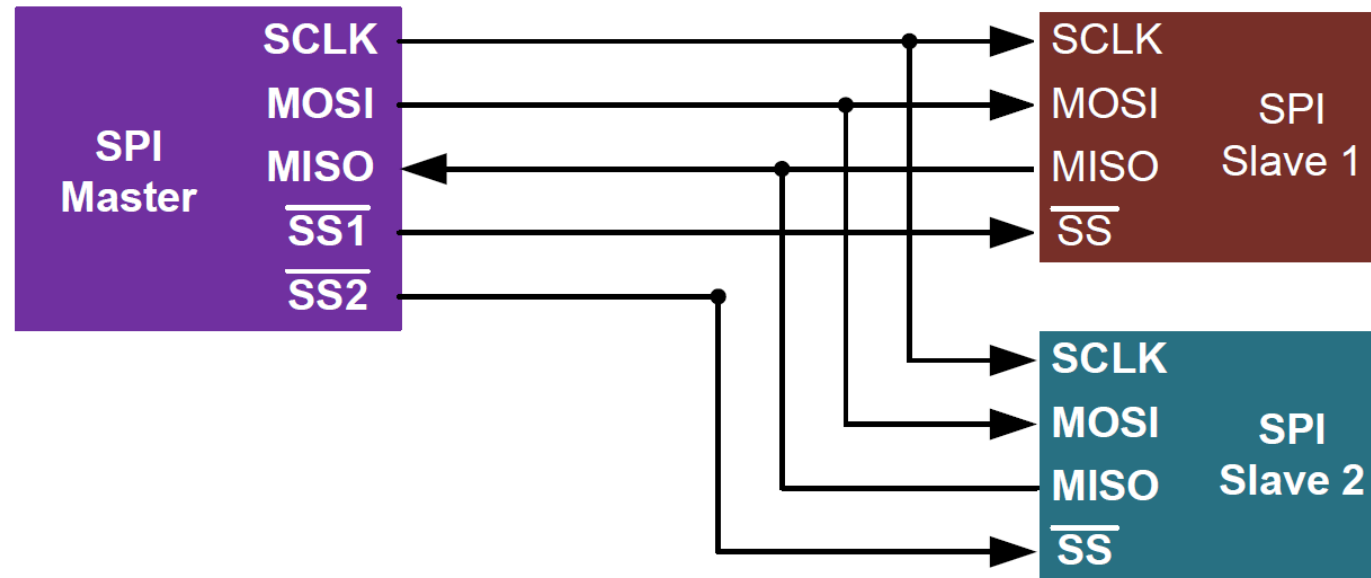 SPI
Master
SCLK
MOSI
MISO
SS1
SS2
SCLK
MOSI
MISO
SS
SPI
Slave 1
SCLK
MOSI
MISO
SS
SPI
Slave 2